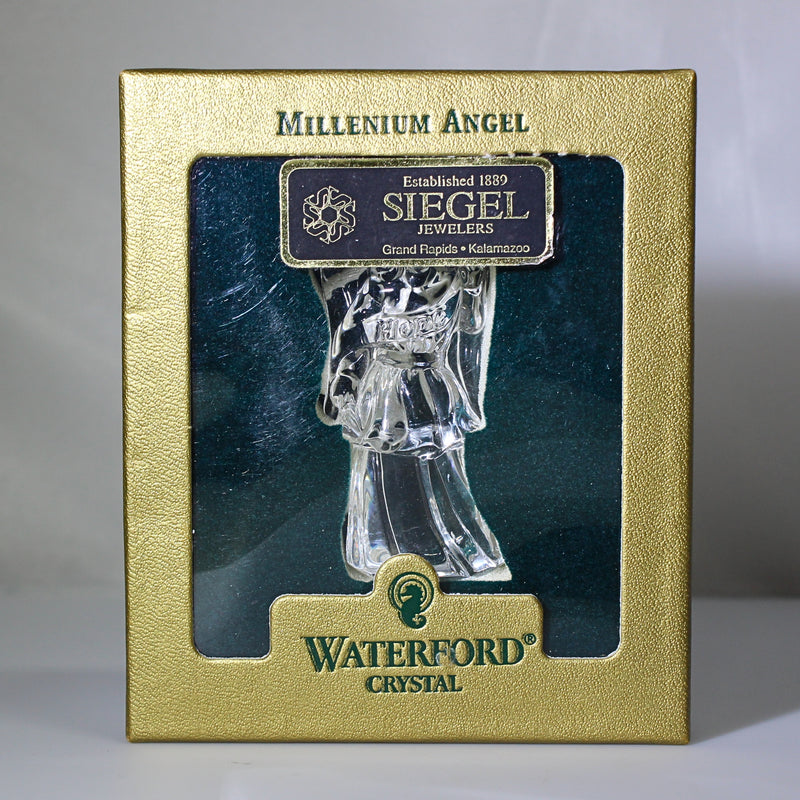 MILLENIUM ANGEL
Established 1889
SIEGEL
JEWELERS
Grand Rapids • Kalamazoo
HOPE
WATERFORD®
CRYSTAL